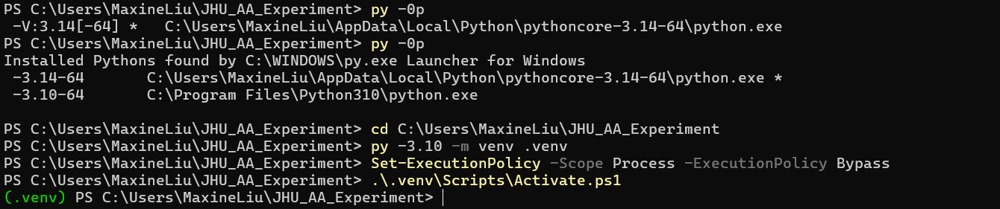 PS C:\Users\MaxineLiu\JHU_AA_Experiment> py -0p
 -V:3.14[-64] *   C:\Users\MaxineLiu\AppData\Local\Python\pythoncore-3.14-64\python.exe
PS C:\Users\MaxineLiu\JHU_AA_Experiment> py -0p
Installed Pythons found by C:\WINDOWS\py.exe Launcher for Windows
 -3.14-64       C:\Users\MaxineLiu\AppData\Local\Python\pythoncore-3.14-64\python.exe *
 -3.10-64       C:\Program Files\Python310\python.exe
PS C:\Users\MaxineLiu\JHU_AA_Experiment> cd C:\Users\MaxineLiu\JHU_AA_Experiment
PS C:\Users\MaxineLiu\JHU_AA_Experiment> py -3.10 -m venv .venv
PS C:\Users\MaxineLiu\JHU_AA_Experiment> Set-ExecutionPolicy -Scope Process -ExecutionPolicy Bypass
PS C:\Users\MaxineLiu\JHU_AA_Experiment> .\.venv\Scripts\Activate.ps1
(.venv) PS C:\Users\MaxineLiu\JHU_AA_Experiment>